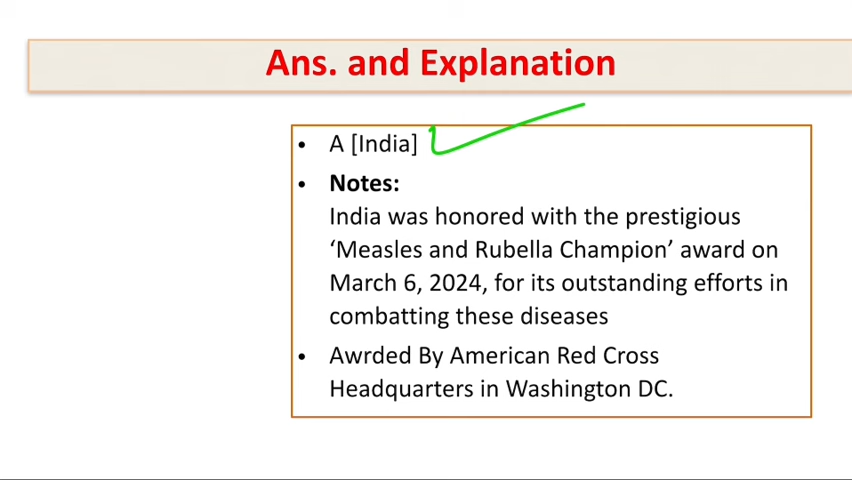 Ans. and Explanation
• A [India]
• Notes:
India was honored with the prestigious
‘Measles and Rubella Champion’ award on
March 6, 2024, for its outstanding efforts in
combatting these diseases
• Awrded By American Red Cross
Headquarters in Washington DC.